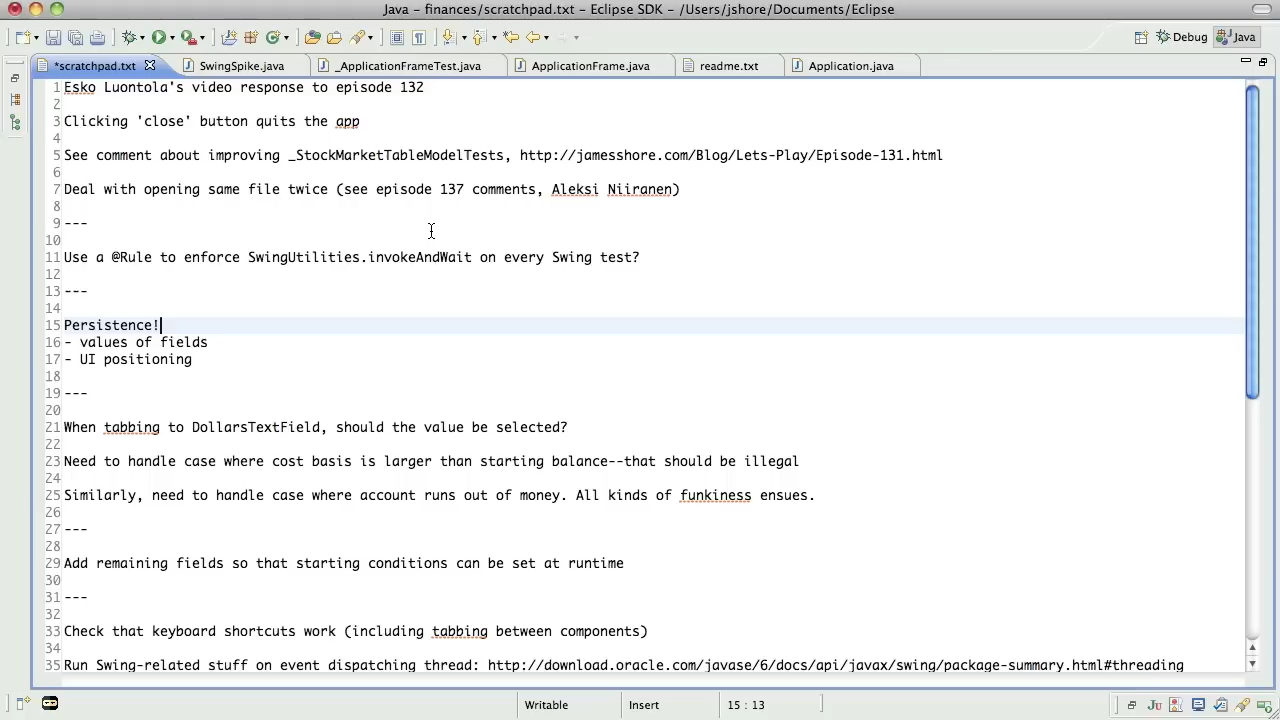 Java - finances/scratchpad.txt - Eclipse SDK - /Users/jshore/Documents/Eclipse
Debug
Java
*scratchpad.txt
SwingSpike.java
_ApplicationFrameTest.java
ApplicationFrame.java
readme.txt
Application.java
1 Esko Luontola's video response to episode 132
2
3 Clicking 'close' button quits the app
4
5 See comment about improving _StockMarketTableModelTests, http://jamesshore.com/Blog/Lets-Play/Episode-131.html
6
7 Deal with opening same file twice (see episode 137 comments, Aleksi Niiranen)
8
9 ---
10
11 Use a @Rule to enforce SwingUtilities.invokeAndWait on every Swing test?
12
13 ---
14
15 Persistence!
16 - values of fields
17 - UI positioning
18
19 ---
20
21 When tabbing to DollarsTextField, should the value be selected?
22
23 Need to handle case where cost basis is larger than starting balance--that should be illegal
24
25 Similarly, need to handle case where account runs out of money. All kinds of funkiness ensues.
26
27 ---
28
29 Add remaining fields so that starting conditions can be set at runtime
30
31 ---
32
33 Check that keyboard shortcuts work (including tabbing between components)
34
35 Run Swing-related stuff on event dispatching thread: http://download.oracle.com/javase/6/docs/api/javax/swing/package-summary.html#threading
Writable
Insert
15 : 13